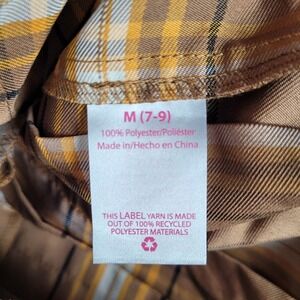 M (7-9)
100% Polyester/Poliéster
Made in/Hecho en China
THIS LABEL YARN IS MADE
OUT OF 100% RECYCLED
POLYESTER MATERIALS